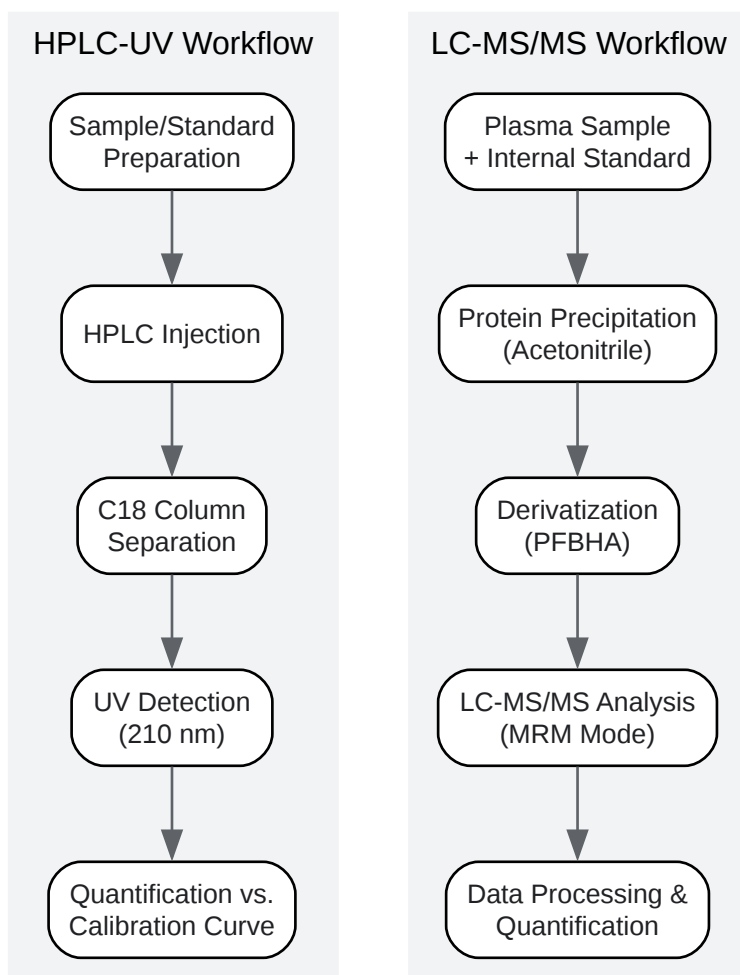 HPLC-UV Workflow
Sample/Standard
Preparation
HPLC Injection
C18 Column
Separation
UV Detection
(210 nm)
Quantification vs.
Calibration Curve
LC-MS/MS Workflow
Plasma Sample
+ Internal Standard
Protein Precipitation
(Acetonitrile)
Derivatization
(PFBHA)
LC-MS/MS Analysis
(MRM Mode)
Data Processing &
Quantification